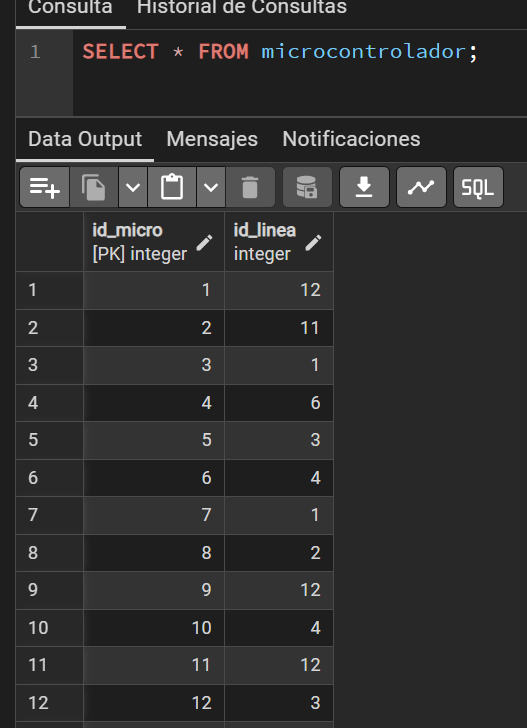 Consulta Historial de Consultas
1 SELECT * FROM microcontrolador;
Data Output Mensajes Notificaciones
SQL
id_micro id_linea
[PK] integer integer
1 1 12
2 2 11
3 3 1
4 4 6
5 5 3
6 6 4
7 7 1
8 8 2
9 9 12
10 10 4
11 11 12
12 12 3